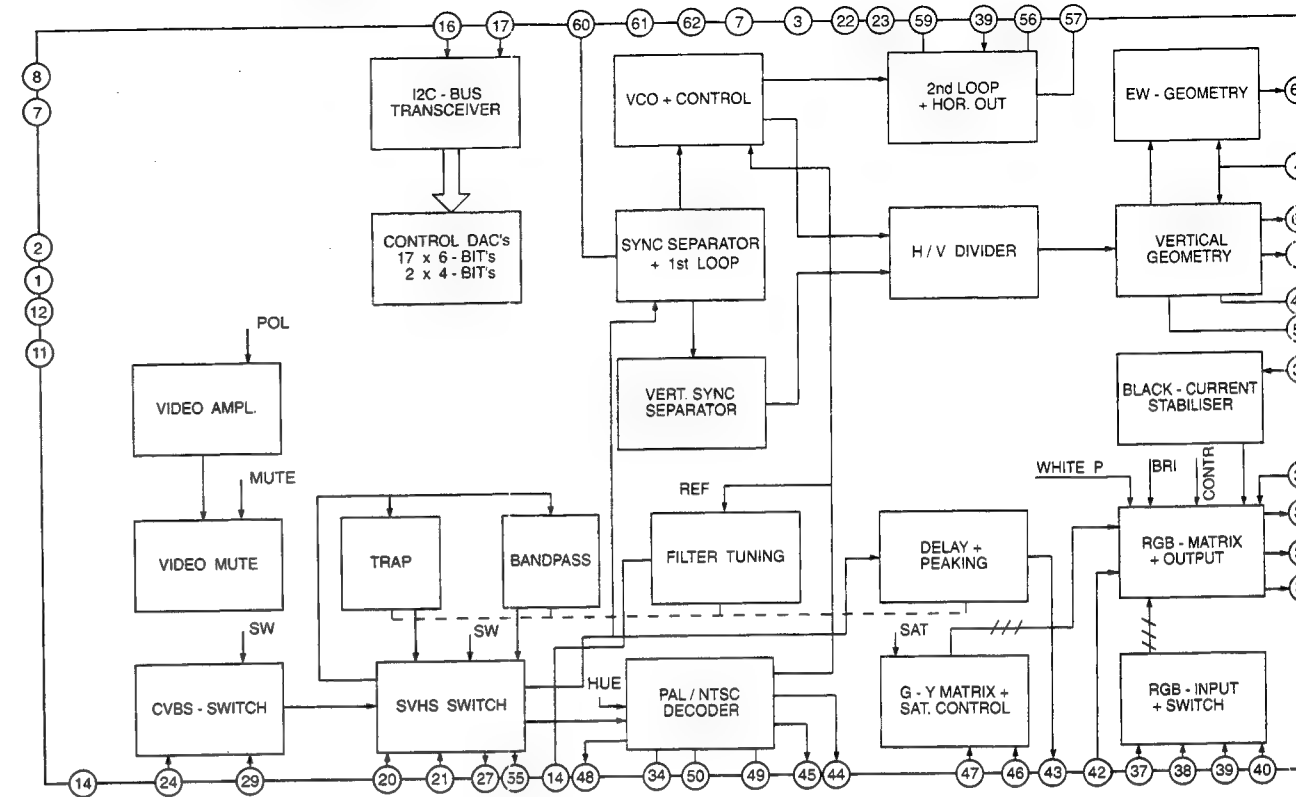 16 17 60 61 62 7 3 22 23 59 39 56 57
8
7
I2C - BUS
TRANSCEIVER
VCO + CONTROL
2nd LOOP
+ HOR. OUT
EW - GEOMETRY
2
1
12
11
CONTROL DAC's
17 x 6 - BIT's
2 x 4 - BIT's
SYNC SEPARATOR
+ 1st LOOP
H / V DIVIDER
VERTICAL
GEOMETRY
POL
VIDEO AMPL.
VERT. SYNC
SEPARATOR
BLACK - CURRENT
STABILISER
MUTE
REF
WHITE P
BRI
CONTR
VIDEO MUTE
TRAP
BANDPASS
FILTER TUNING
DELAY +
PEAKING
RGB - MATRIX
+ OUTPUT
SW
SW
HUE
SAT
CVBS - SWITCH
SVHS SWITCH
PAL / NTSC
DECODER
G - Y MATRIX +
SAT. CONTROL
RGB - INPUT
+ SWITCH
14 24 29 20 21 27 55 14 48 34 50 49 45 44 47 46 43 42 37 38 39 40